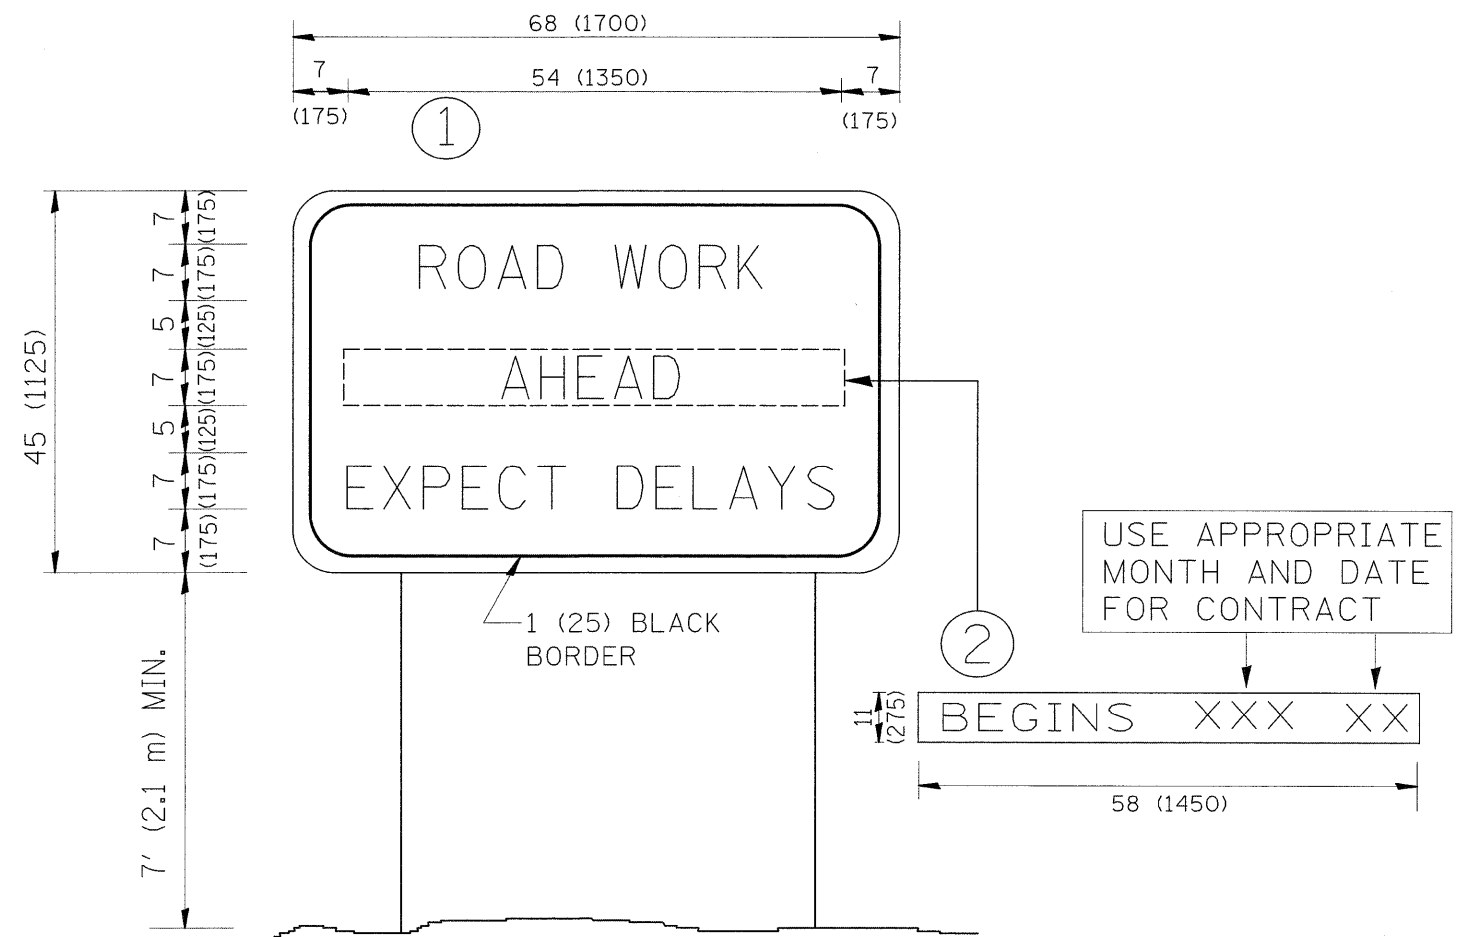 68 (1700)
7
54 (1350)
7
(175)
(175)
1
7
(175)
7
(175)
5
(125)
7
(175)
5
(125)
7
(175)
7
(175)
45 (1125)
ROAD WORK
AHEAD
EXPECT DELAYS
1 (25) BLACK
BORDER
7' (2.1 m) MIN.
2
USE APPROPRIATE
MONTH AND DATE
FOR CONTRACT
11
(275)
BEGINS XXX XX
58 (1450)